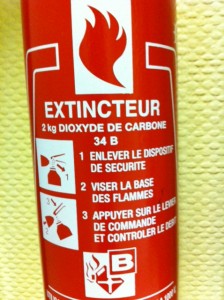 EXTINCTEUR
2 kg DIOXYDE DE CARBONE
34 B
1 ENLEVER LE DISPOSITIF
DE SECURITE
2 VISER LA BASE
DES FLAMMES
3 APPUYER SUR LE
DE COMMANDE
ET CONTROLER LE
B